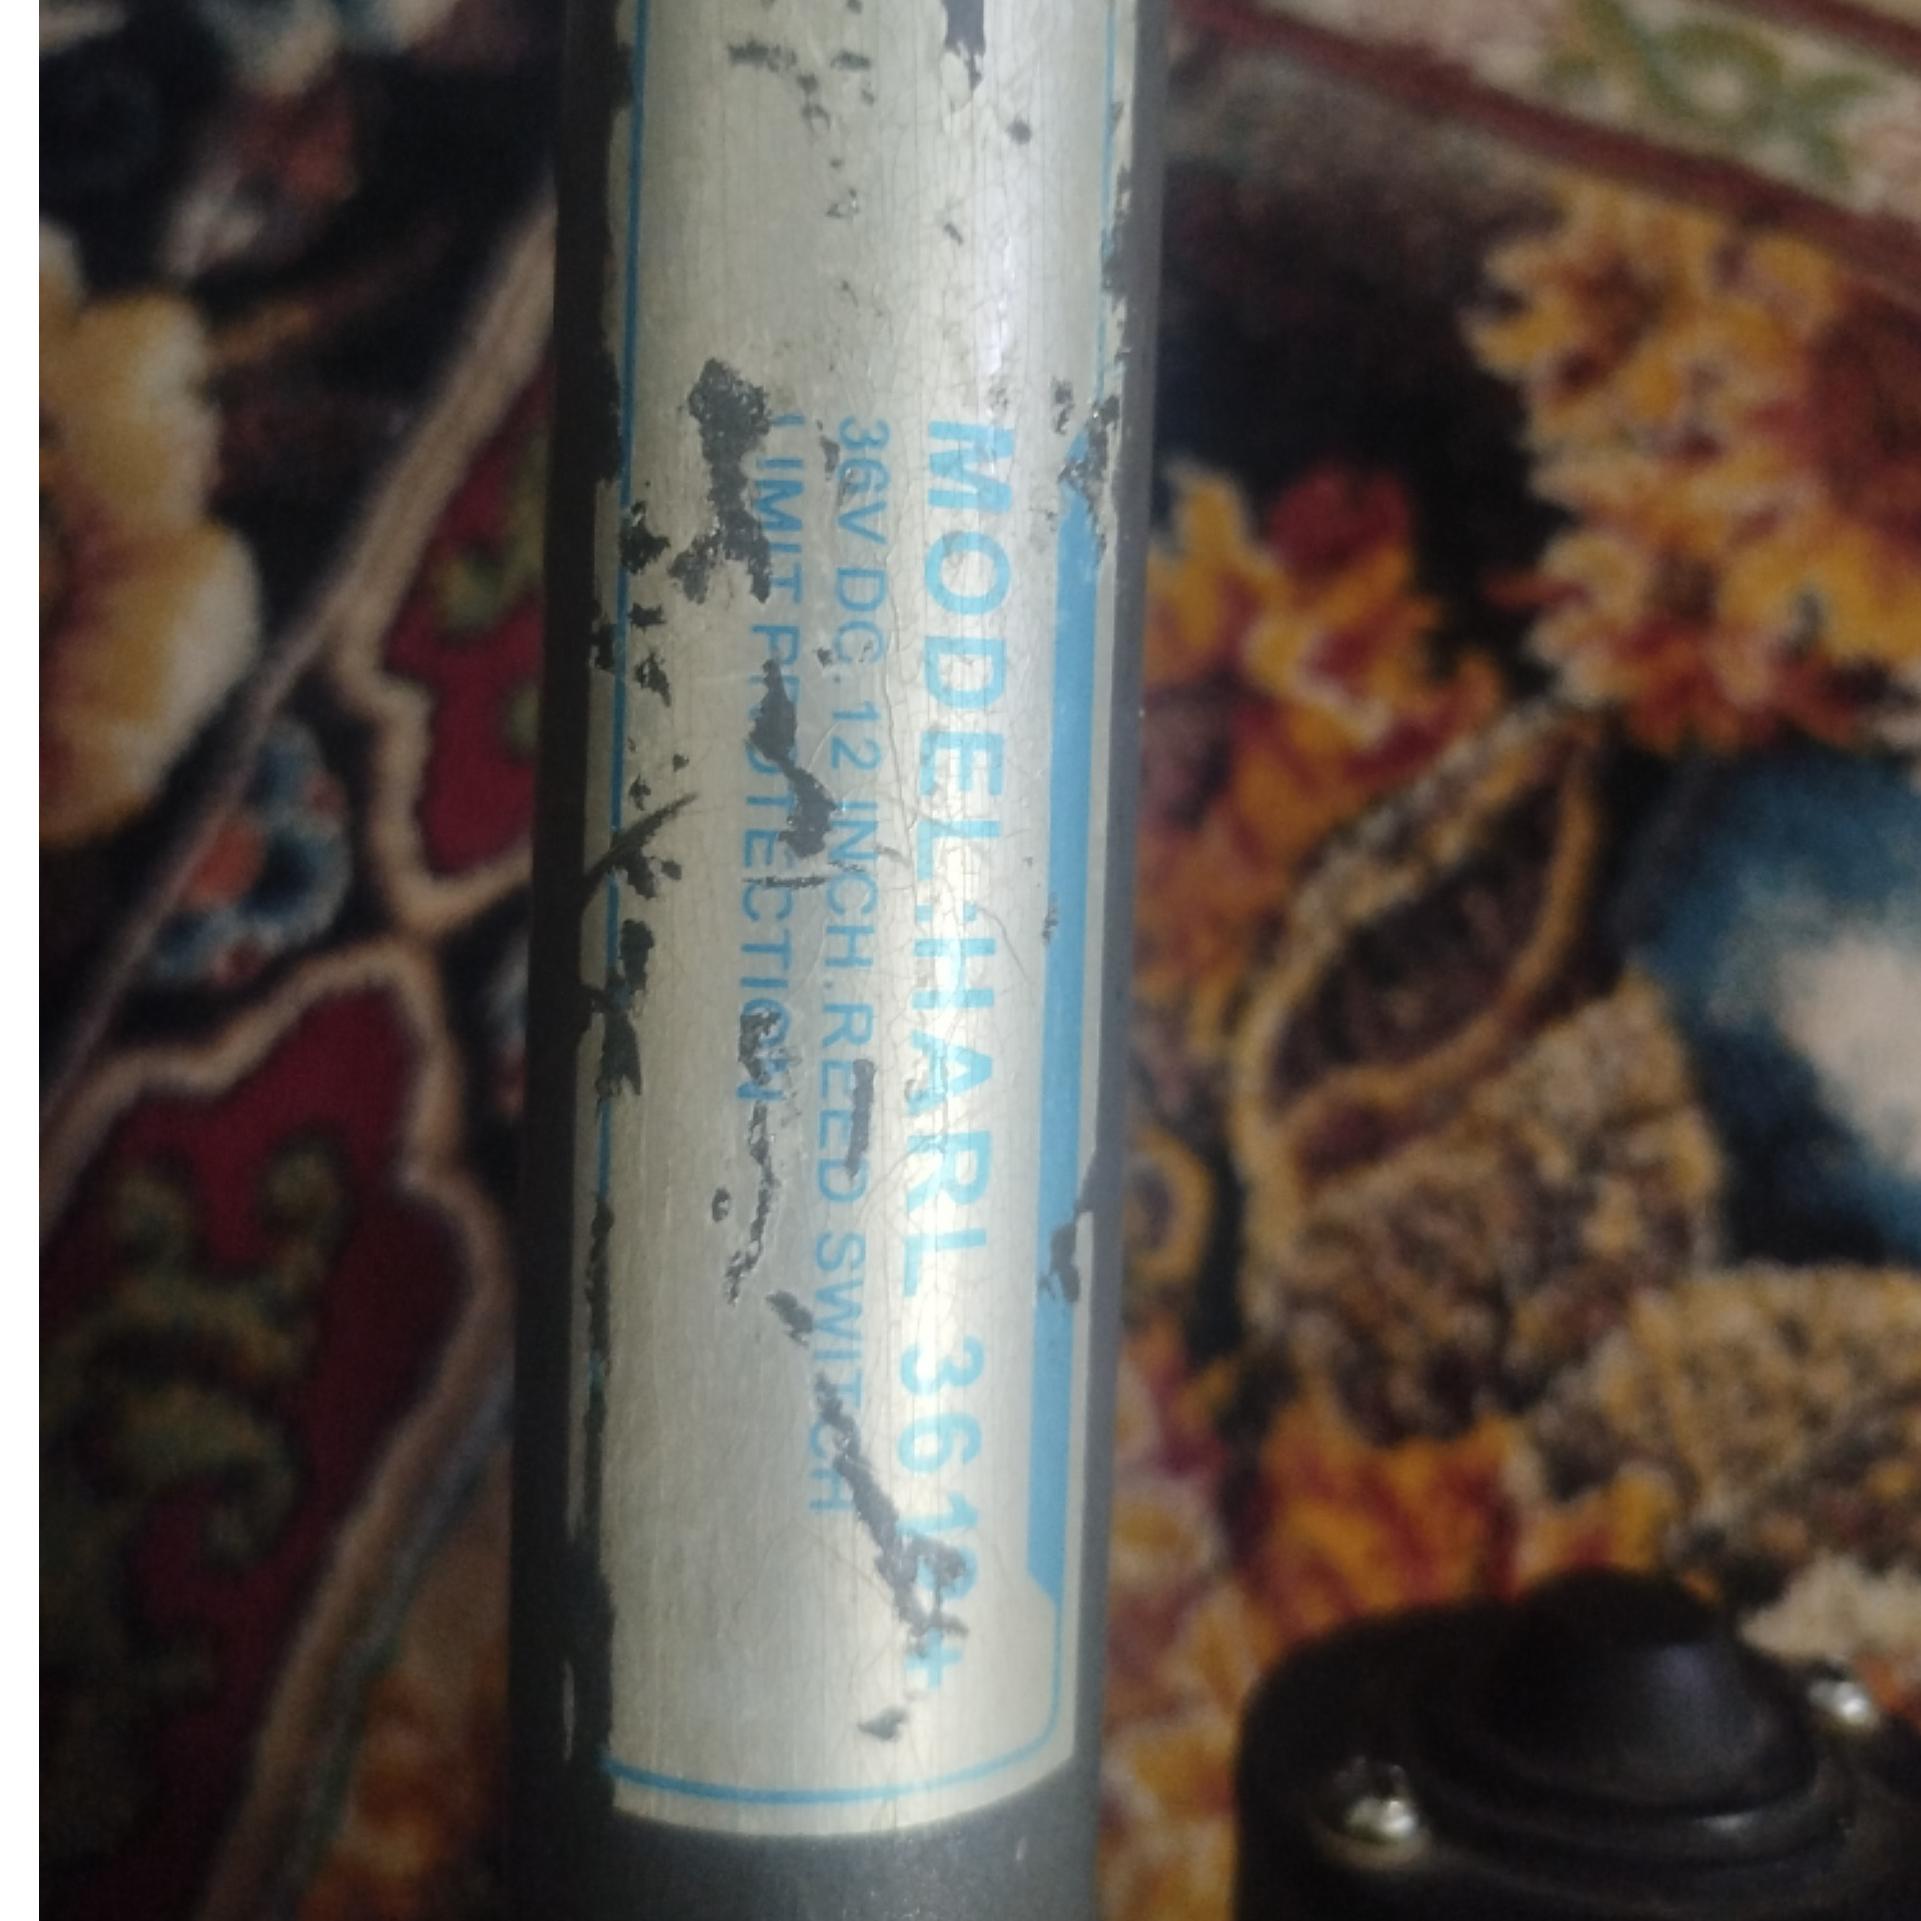 MODEL:HARL 3612+
36V DC. 12 INCH. REED SWITCH
LIMIT PROTECTION